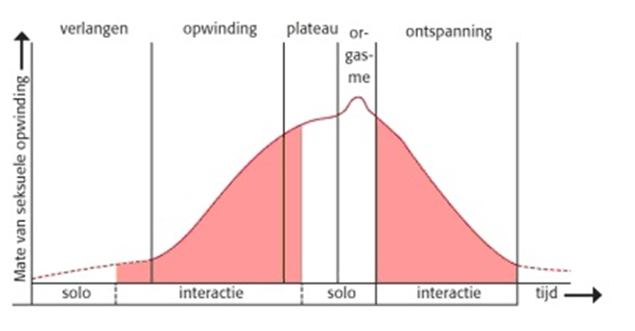 verlangen
opwinding
plateau
or-
gas-
me
ontspanning
Mate van seksuele opwinding
solo
interactie
solo
interactie
tijd